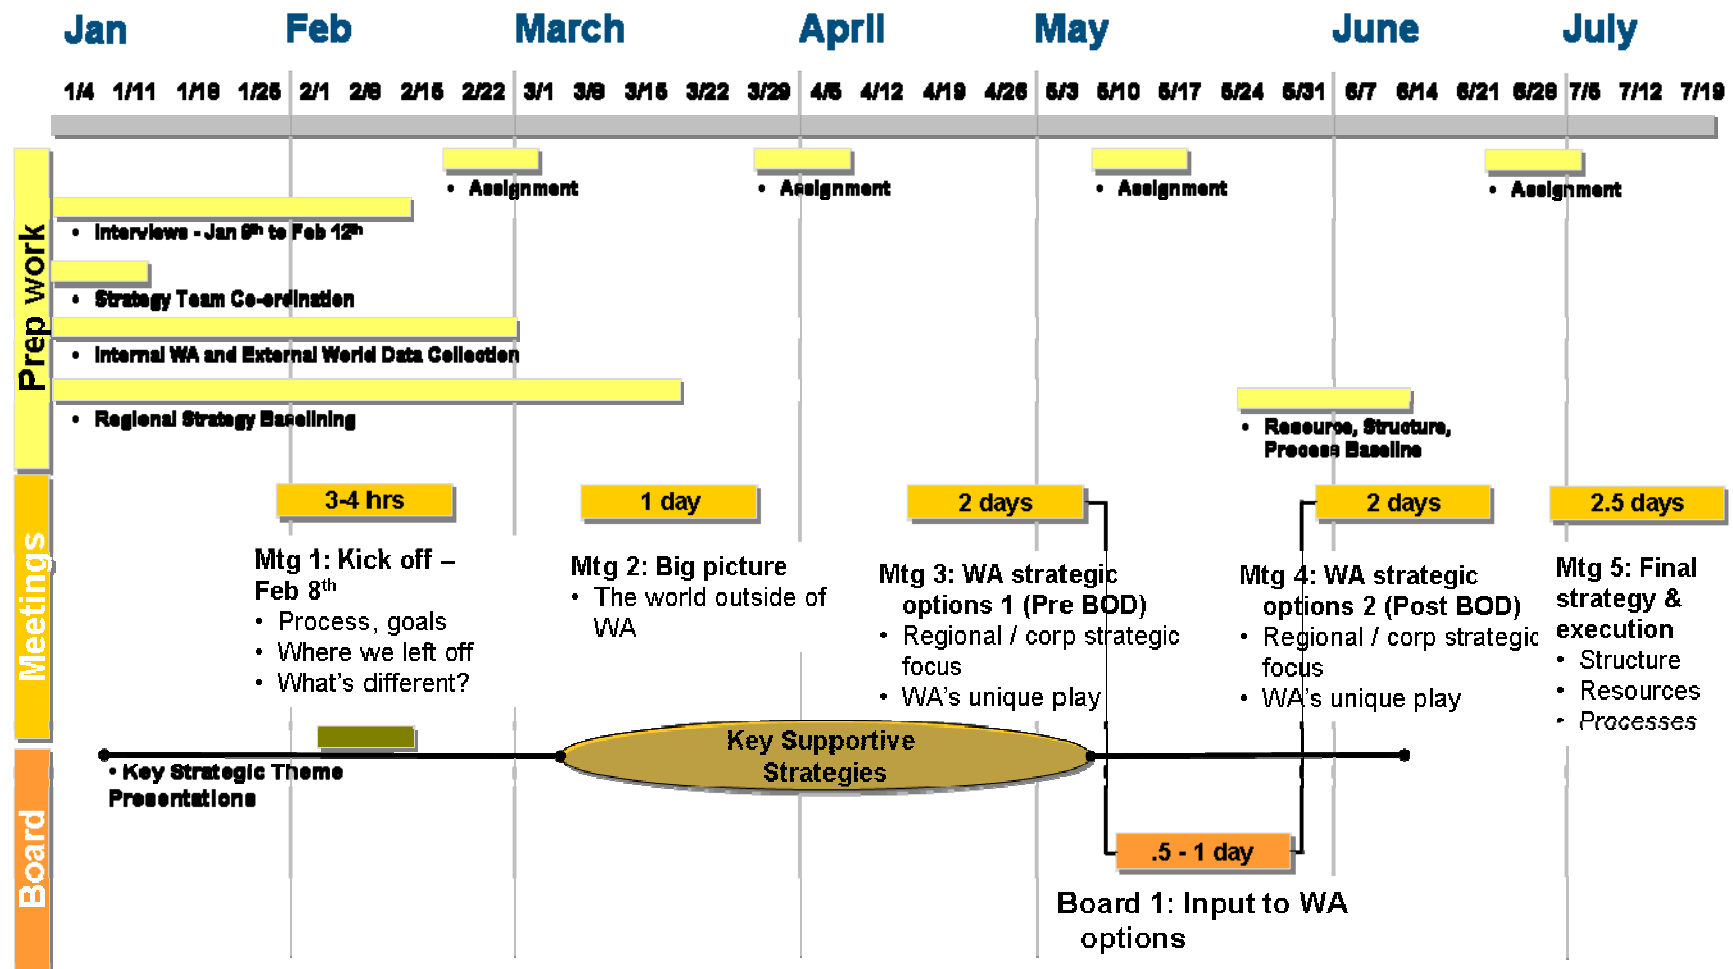 Jan Feb March April May June July
1/4 1/11 1/18 1/25 2/1 2/8 2/15 2/22 3/1 3/8 3/15 3/22 3/29 4/5 4/12 4/19 4/26 5/3 5/10 5/17 5/24 5/31 6/7 6/14 6/21 6/28 7/5 7/12 7/19
Prep work
• Assignment
• Assignment
• Assignment
• Assignment
• Interviews - Jan 9th to Feb 12th
• Strategy Team Co-ordination
• Internal WA and External World Data Collection
• Regional Strategy Baselining
• Resource, Structure,
Process Baseline
Meetings
3-4 hrs
1 day
2 days
2 days
2.5 days
Mtg 1: Kick off –
Feb 8th
• Process, goals
• Where we left off
• What's different?
Mtg 2: Big picture
• The world outside of
WA
Mtg 3: WA strategic
options 1 (Pre BOD)
• Regional / corp strategic
focus
• WA's unique play
Mtg 4: WA strategic
options 2 (Post BOD)
• Regional / corp strategic
focus
• WA's unique play
Mtg 5: Final
strategy &
execution
• Structure
• Resources
• Processes
Key Supportive
Strategies
• Key Strategic Theme
Presentations
Board
.5 - 1 day
Board 1: Input to WA
options